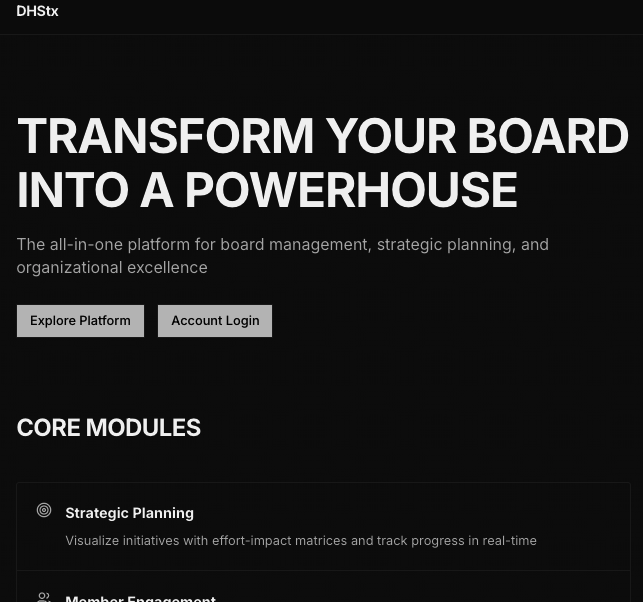 DHStx
TRANSFORM YOUR BOARD
INTO A POWERHOUSE
The all-in-one platform for board management, strategic planning, and
organizational excellence
Explore Platform
Account Login
CORE MODULES
Strategic Planning
Visualize initiatives with effort-impact matrices and track progress in real-time
Member Engagement